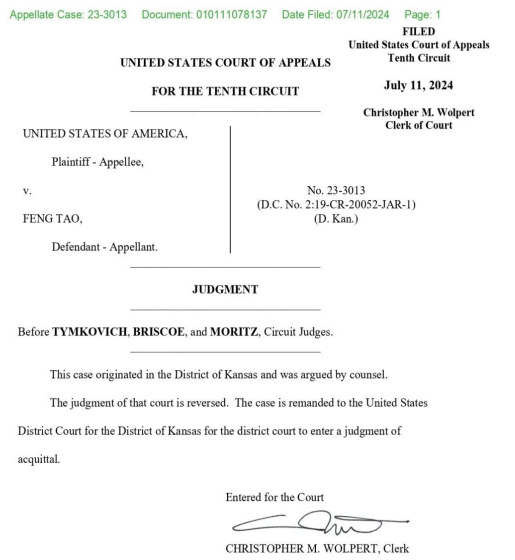 Appellate Case: 23-3013 Document: 010111078137 Date Filed: 07/11/2024 Page: 1
FILED
United States Court of Appeals
Tenth Circuit
UNITED STATES COURT OF APPEALS
FOR THE TENTH CIRCUIT
July 11, 2024
Christopher M. Wolpert
Clerk of Court
UNITED STATES OF AMERICA,
Plaintiff - Appellee,
v.
FENG TAO,
Defendant - Appellant.
No. 23-3013
(D.C. No. 2:19-CR-20052-JAR-1)
(D. Kan.)
JUDGMENT
Before TYMKOVICH, BRISCOE, and MORITZ, Circuit Judges.
This case originated in the District of Kansas and was argued by counsel.
The judgment of that court is reversed. The case is remanded to the United States
District Court for the District of Kansas for the district court to enter a judgment of
acquittal.
Entered for the Court
CHRISTOPHER M. WOLPERT, Clerk